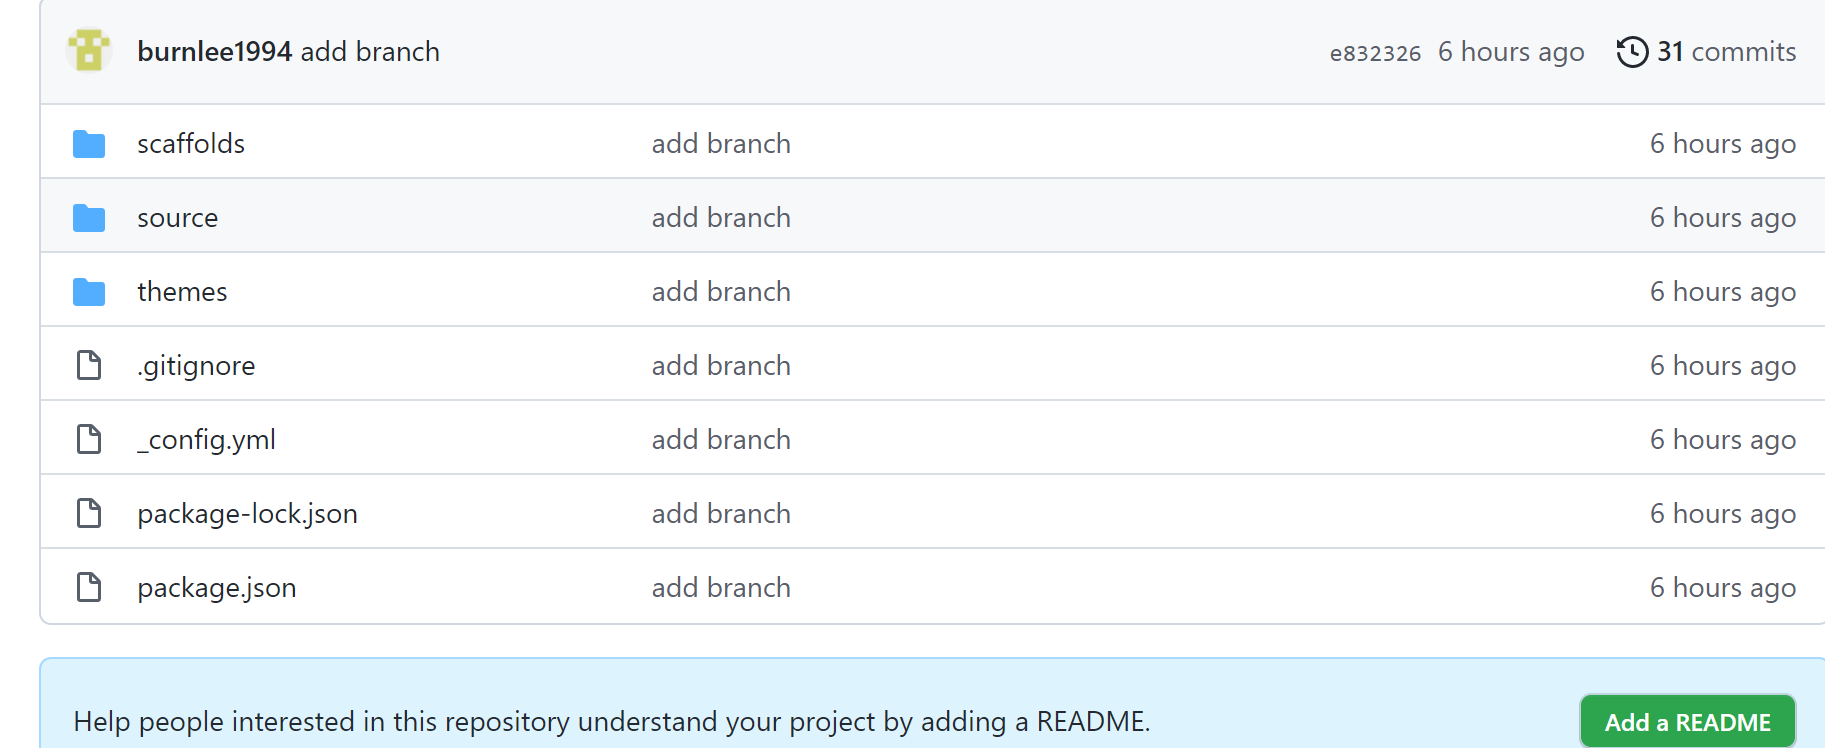 burnlee1994 add branch e832326 6 hours ago 31 commits
scaffolds add branch 6 hours ago
source add branch 6 hours ago
themes add branch 6 hours ago
.gitignore add branch 6 hours ago
_config.yml add branch 6 hours ago
package-lock.json add branch 6 hours ago
package.json add branch 6 hours ago
Help people interested in this repository understand your project by adding a README. Add a README